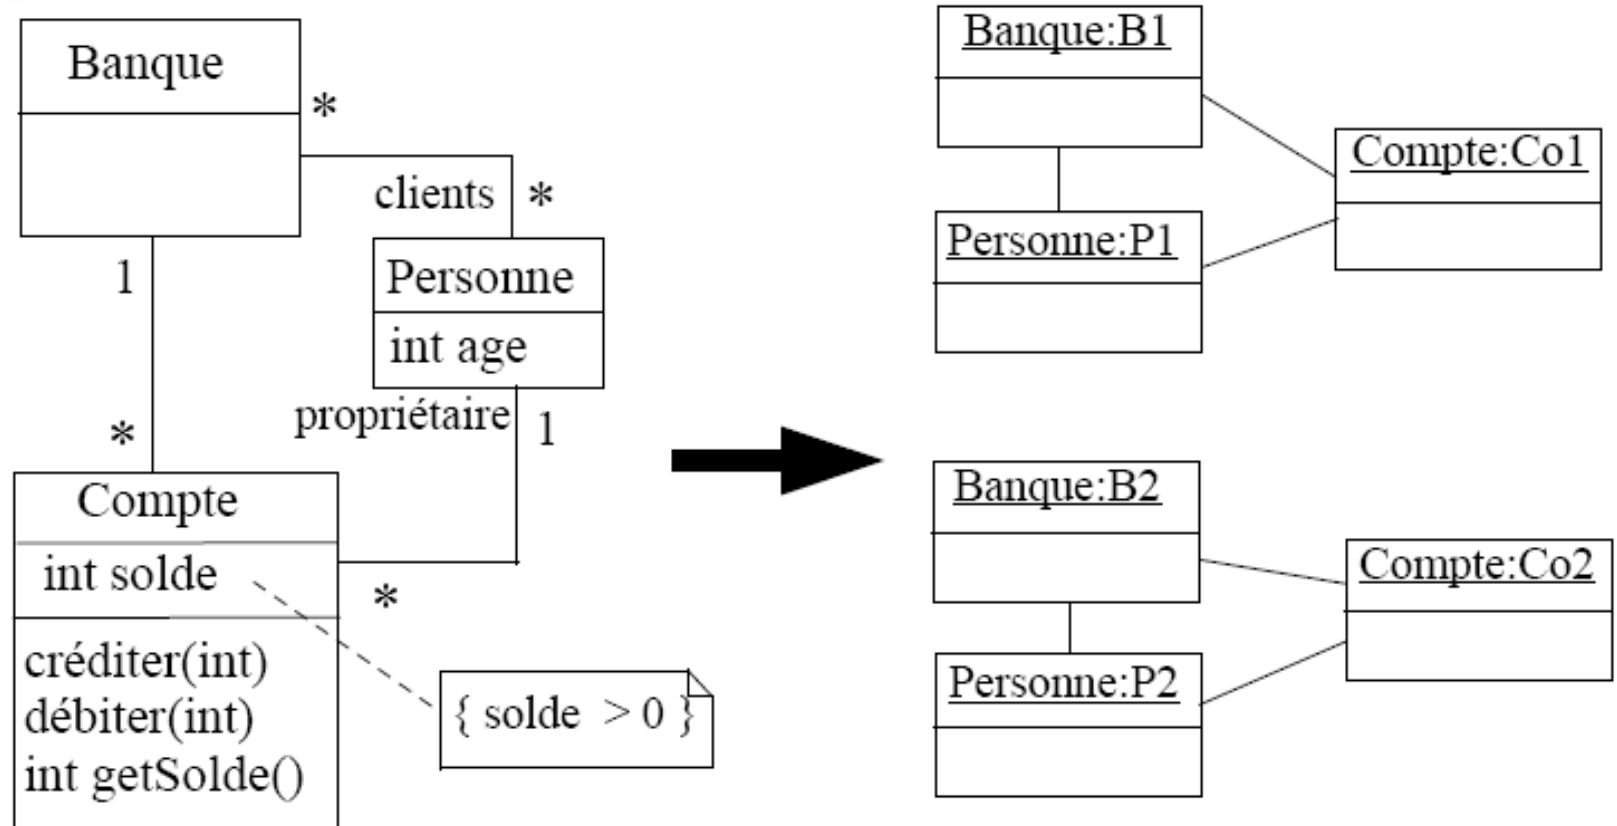 Banque
*
clients
*
1
Personne
int age
propriétaire
1
*
Compte
int solde
*
créditer(int)
débiter(int)
int getSolde()
{ solde > 0 }
Banque:B1
Compte:Co1
Personne:P1
Banque:B2
Compte:Co2
Personne:P2